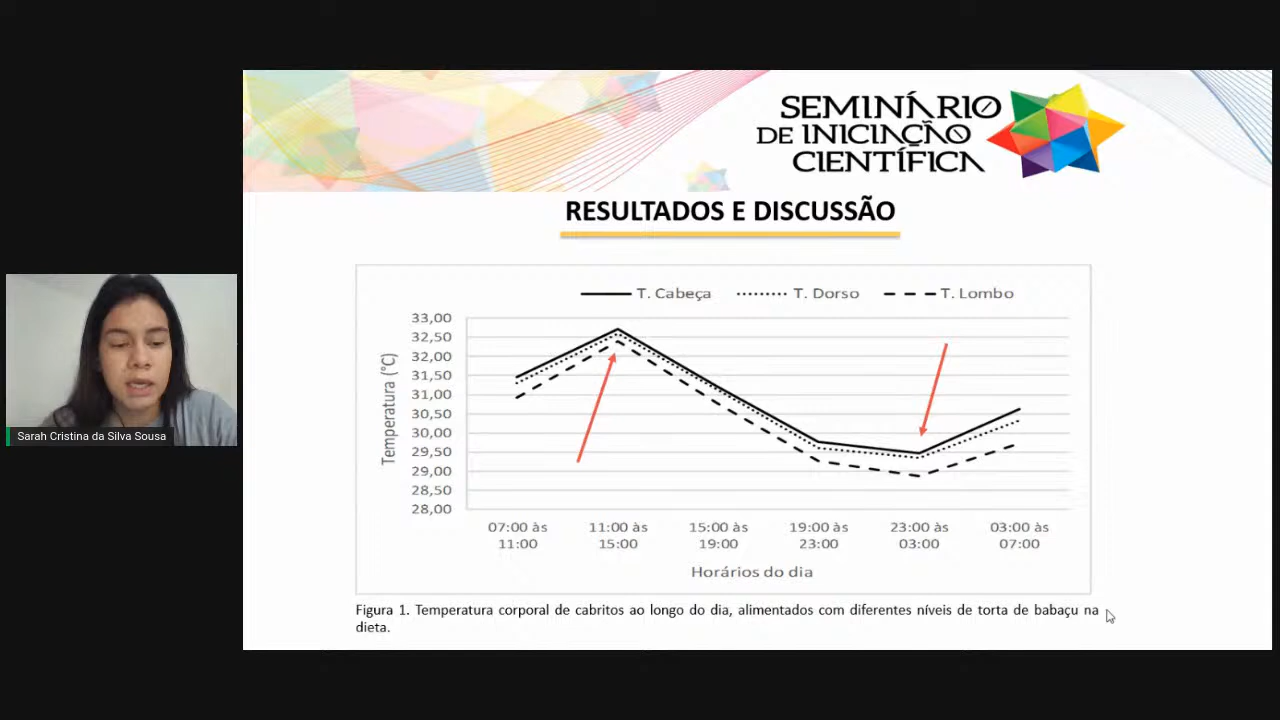 SEMINÁRIO
DE INICIAÇÃO
CIENTÍFICA
RESULTADOS E DISCUSSÃO
T. Cabeça T. Dorso T. Lombo
33,00
32,50
32,00
31,50
31,00
30,50
30,00
29,50
29,00
28,50
28,00
Temperatura (°C)
07:00 às 11:00 às 15:00 às 19:00 às 23:00 às 03:00 às
11:00 15:00 19:00 23:00 03:00 07:00
Horários do dia
Figura 1. Temperatura corporal de cabritos ao longo do dia, alimentados com diferentes níveis de torta de babaçu na
dieta.
Sarah Cristina da Silva Sousa